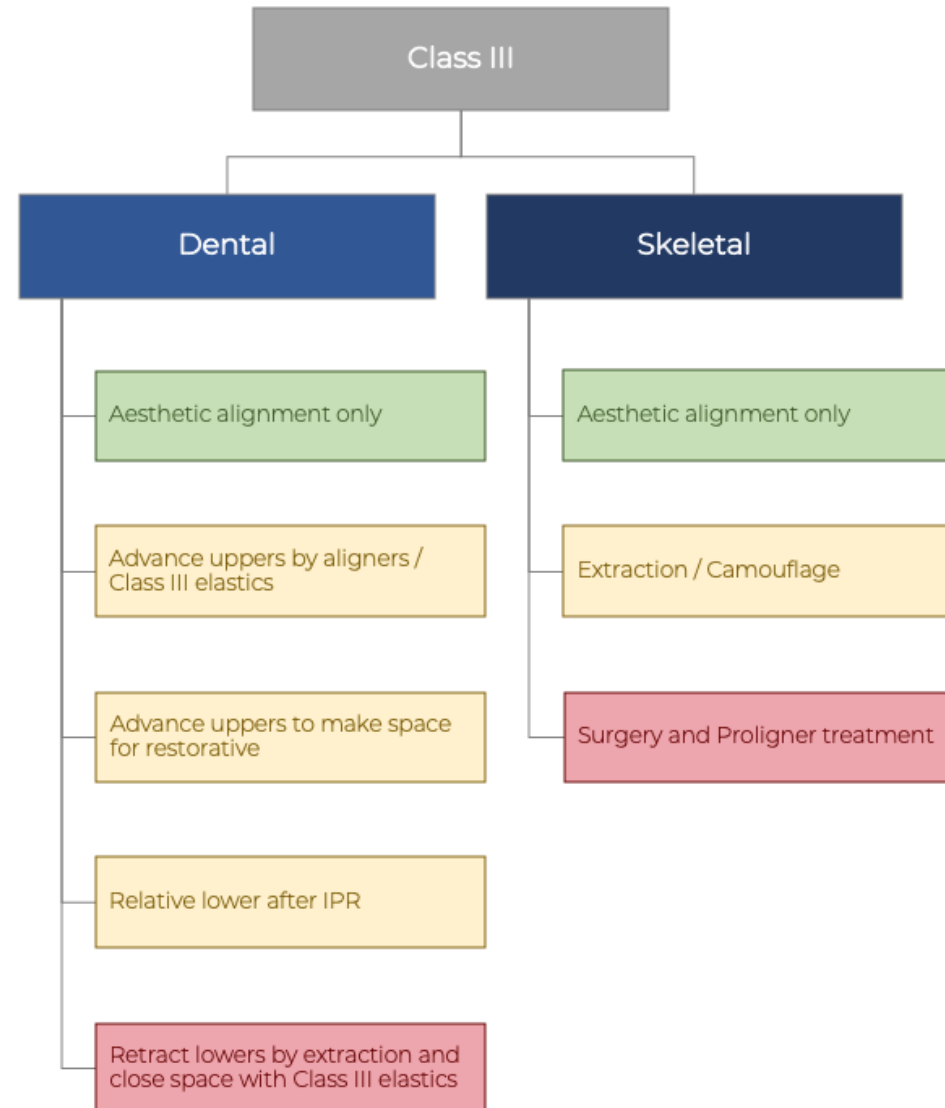 Class III
Dental
Skeletal
Aesthetic alignment only
Advance uppers by aligners /
Class III elastics
Advance uppers to make space
for restorative
Relative lower after IPR
Retract lowers by extraction and
close space with Class III elastics
Aesthetic alignment only
Extraction / Camouflage
Surgery and Proligner treatment